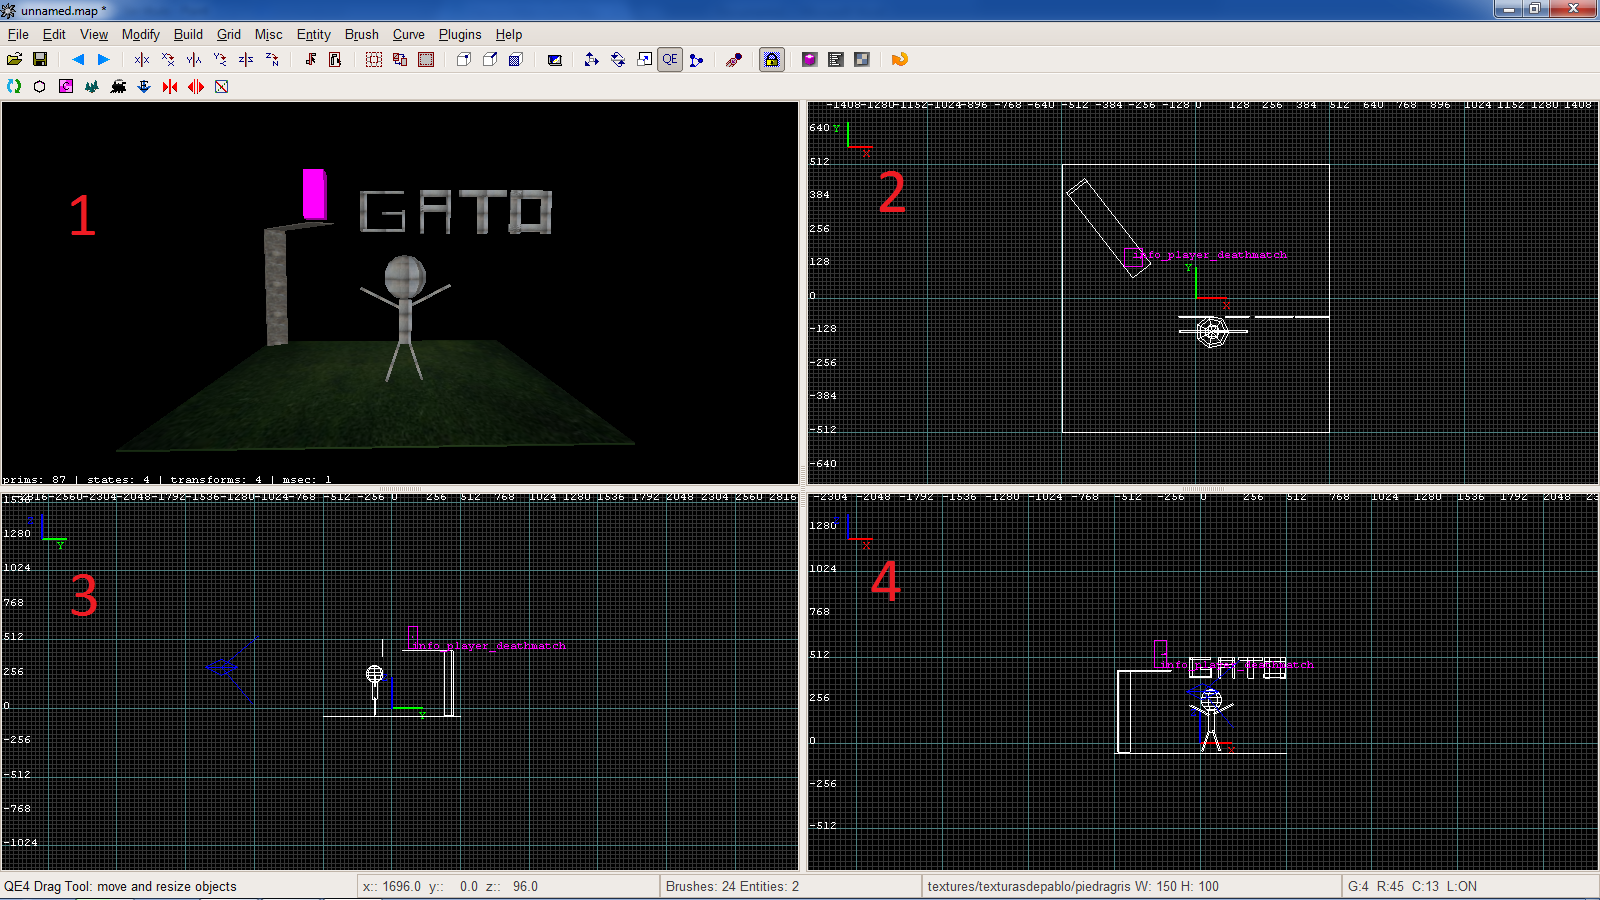 unnamed.map *
File Edit View Modify Build Grid Misc Entity Brush Curve Plugins Help
QE
1
GATO
prims: 87 | states: 4 | transforms: 4 | msec: 1
-1408 -1280 -1152 -1024 -896 -768 -640 -512 -384 -256 -128 0 128 256 384 512 640 768 896 1024 1152 1280 1408
640 Y
X
512
2
384
256
info_player_deathmatch
128
Y
0
X
-128
-256
-384
-512
-640
-2816 -2560 -2304 -2048 -1792 -1536 -1280 -1024 -768 -512 -256 0 256 512 768 1024 1280 1536 1792 2048 2304 2560 2816
1536
1280
Y
1024
3
768
512
info_player_deathmatch
256
0
Y
-256
-512
-768
-1024
-2304 -2048 -1792 -1536 -1280 -1024 -768 -512 -256 0 256 512 768 1024 1280 1536 1792 2048
1280
X
1024
4
768
512
info_player_deathmatch
GATO
256
0
-256
-512
QE4 Drag Tool: move and resize objects
x:: 1696.0 y:: 0.0 z:: 96.0
Brushes: 24 Entities: 2
textures/texturasdepablo/piedragris W: 150 H: 100
G:4 R:45 C:13 L:ON